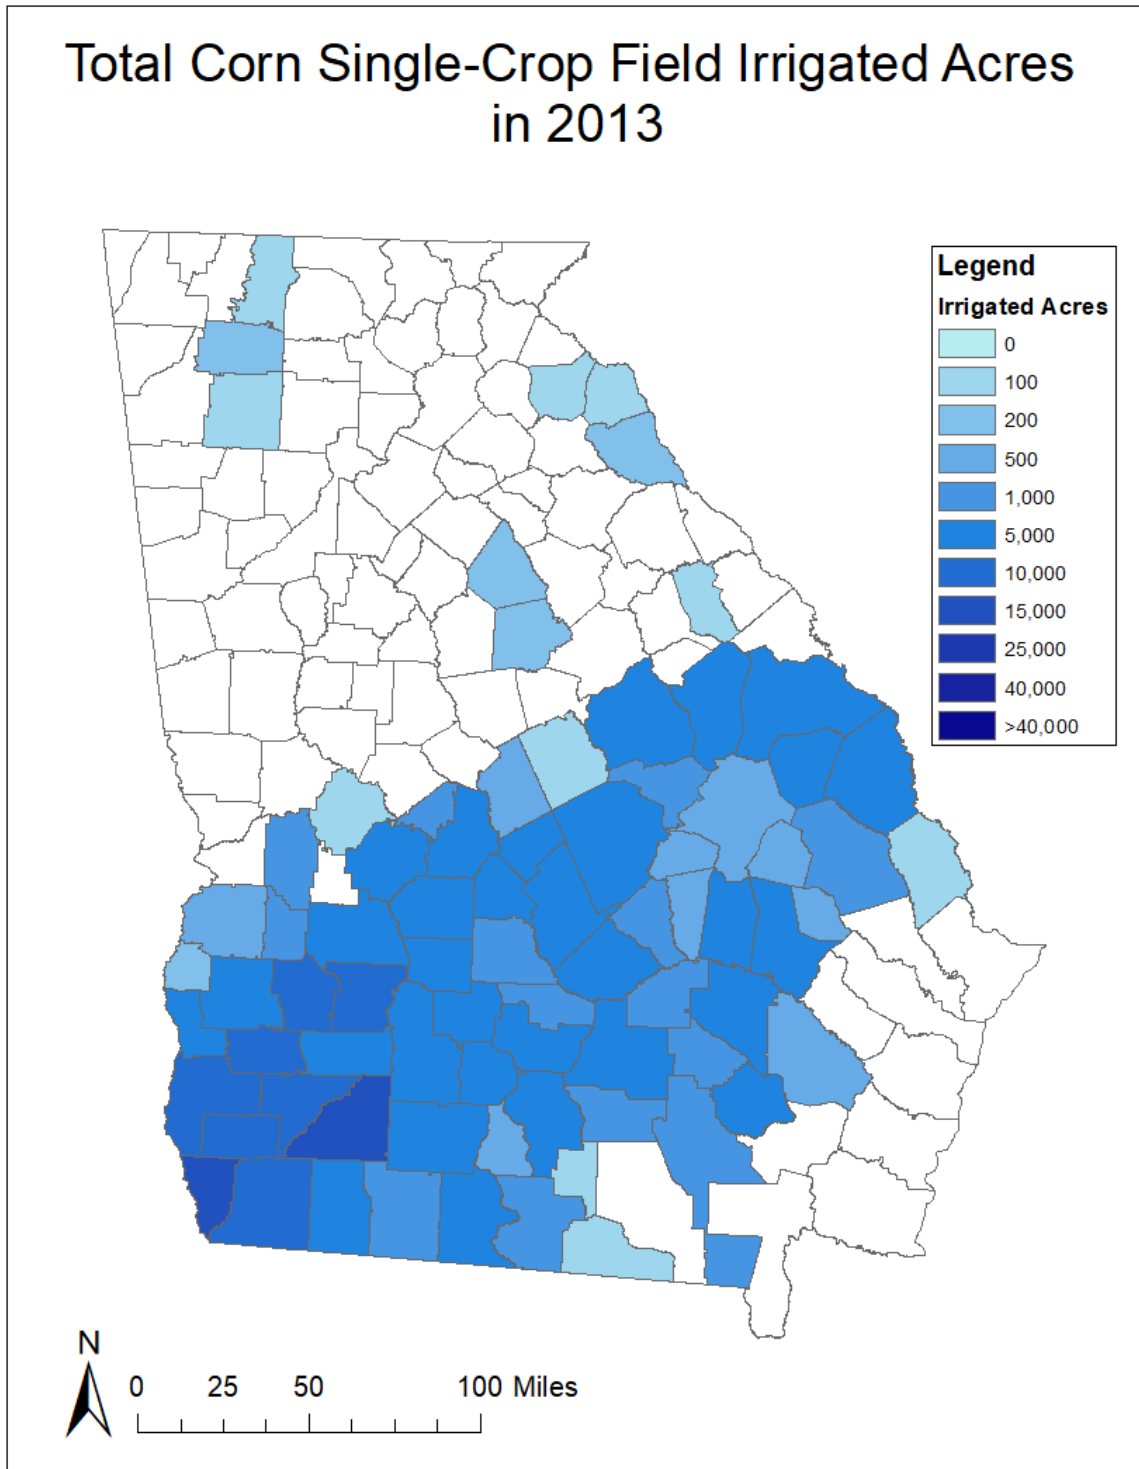 Total Corn Single-Crop Field Irrigated Acres
in 2013
Legend
Irrigated Acres
0
100
200
500
1,000
5,000
10,000
15,000
25,000
40,000
>40,000
N
0 25 50 100 Miles